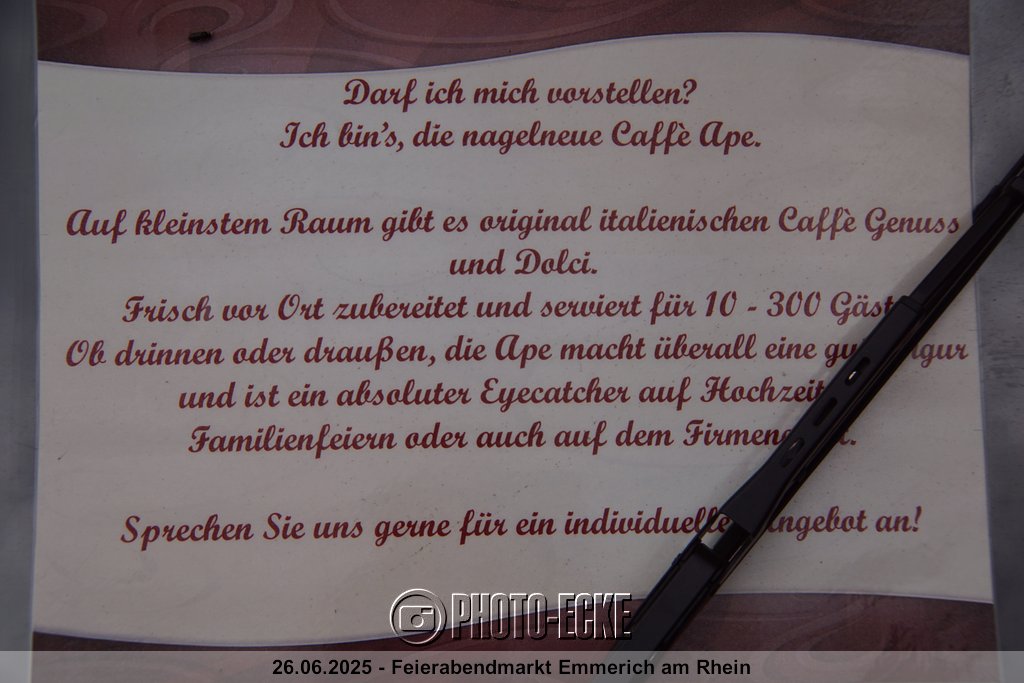 Darf ich mich vorstellen?
Ich bin's, die nagelneue Caffè Ape.
Auf kleinstem Raum gibt es original italienischen Caffè Genuss
und Dolci.
Frisch vor Ort zubereitet und serviert für 10 - 300
Ob drinnen oder draußen, die Ape macht überall eine
und ist ein absoluter Eyecatcher auf
Familienfeiern oder auch auf dem
Sprechen Sie uns gerne für ein an!
PHOTO-ECKE
26.06.2025 - Feierabendmarkt Emmerich am Rhein